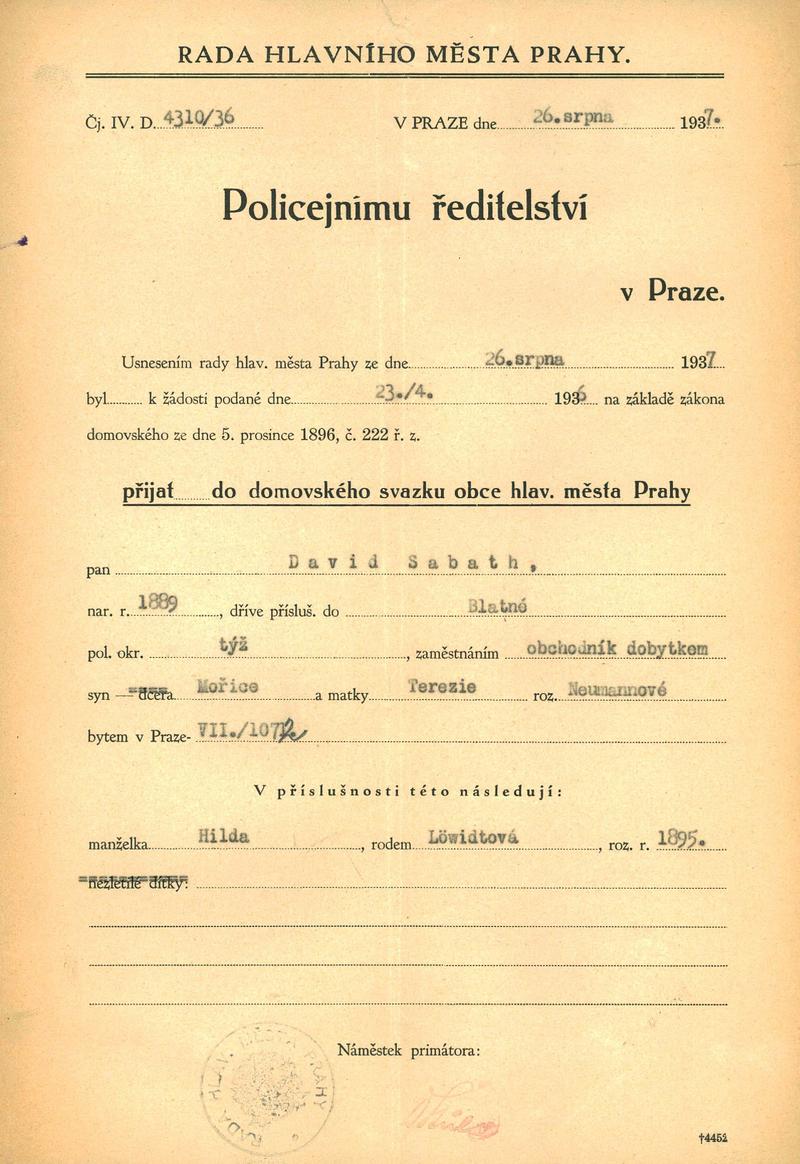 RADA HLAVNÍHO MĚSTA PRAHY.
Čj. IV. D. 4310/36 V PRAZE dne 26.srpna 1937.
Policejnímu ředitelství
v Praze.
Usnesením rady hlav. města Prahy ze dne 26.srpna 1937
byl k žádosti podané dne 23./4. 1936 na základě zákona
domovského ze dne 5. prosince 1896, č. 222 ř. z.
přijat do domovského svazku obce hlav. města Prahy
pan David Sabath,
nar. r. 1889, dříve přísluš. do Blatné
pol. okr. týž, zaměstnáním obchodník dobytkem
syn — dcera Mořice a matky Terezie roz. Neumannové
bytem v Praze- VII./1072
V příslušnosti této následují:
manželka Hilda, rodem Löwidtová, roz. r. 1895.
nezletilé dítky:
Náměstek primátora:
RADA HLAV. MĚSTA PRAHY
†4452